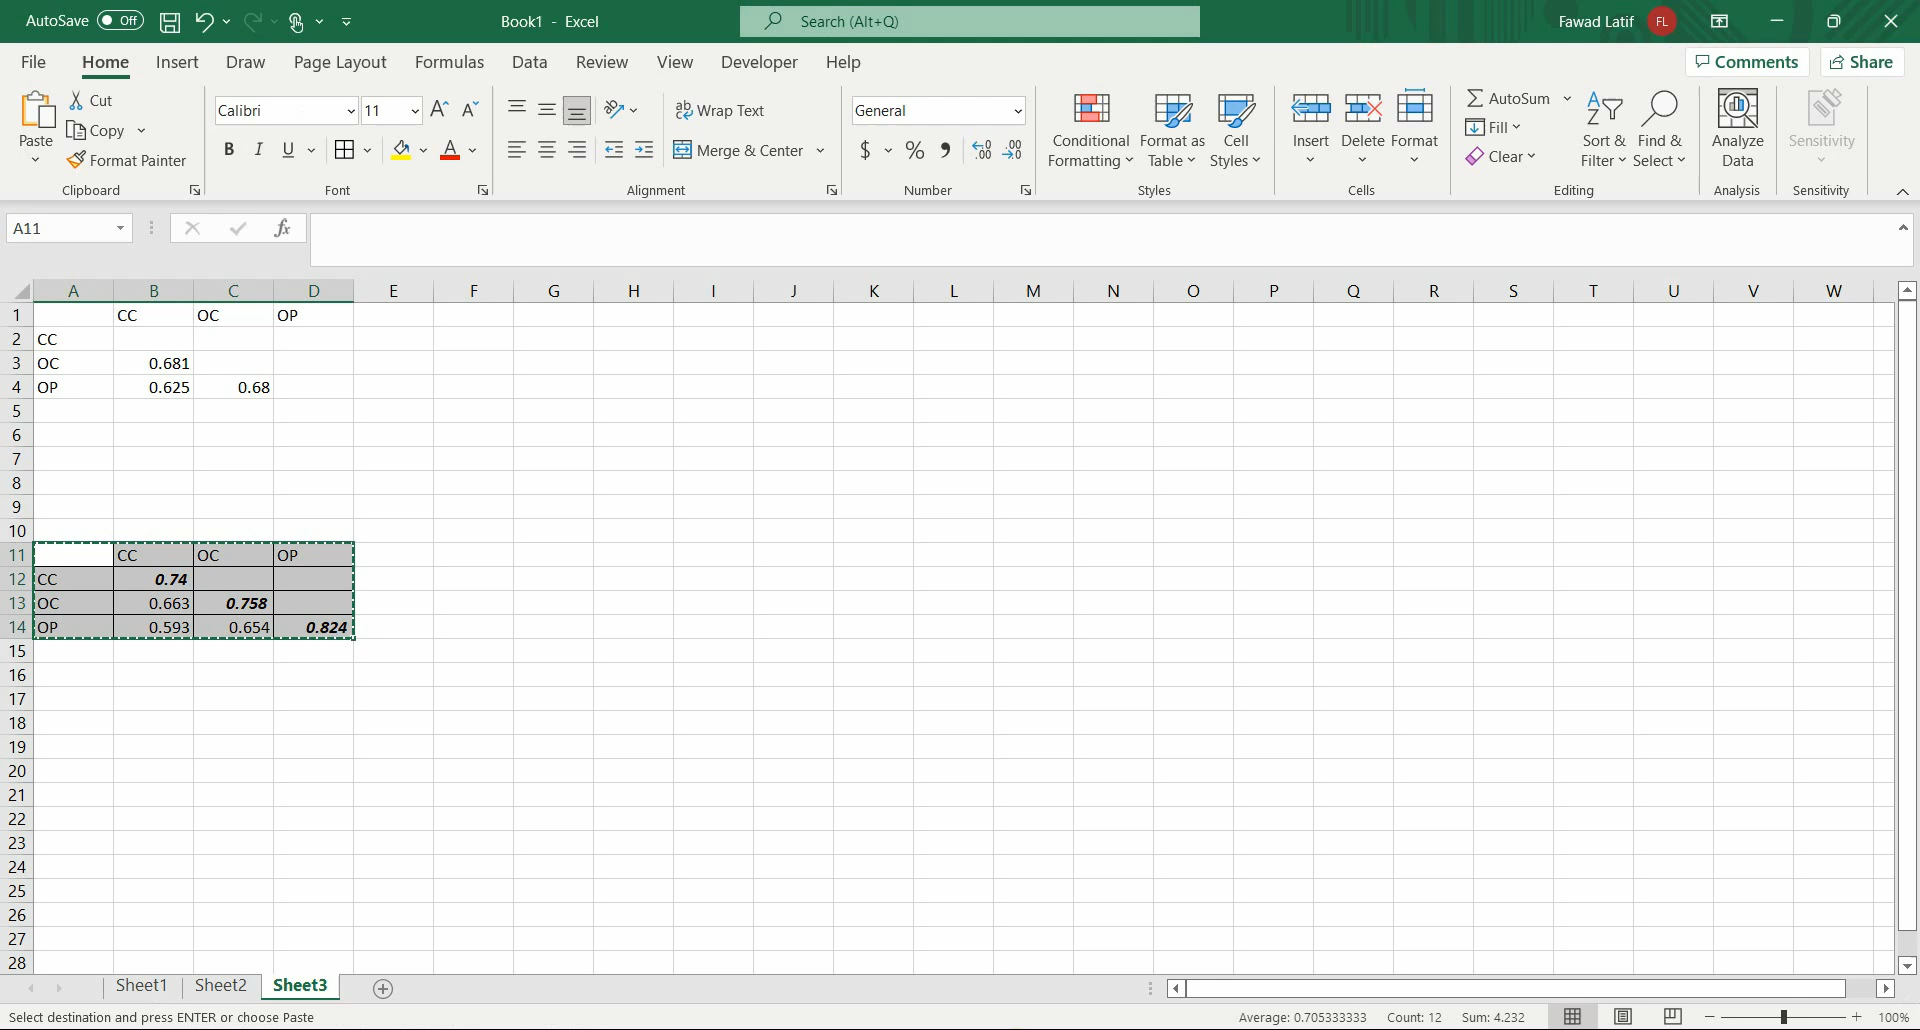 AutoSave Off Book1 - Excel Search (Alt+Q) Fawad Latif FL
File Home Insert Draw Page Layout Formulas Data Review View Developer Help Comments Share
Paste Cut Copy Format Painter Clipboard
Calibri 11 B I U A Font
ab Wrap Text Merge & Center Alignment
General $ % 9 .00 .00 Number
Conditional Formatting Format as Table Cell Styles Styles
Insert Delete Format Cells
AutoSum Fill Clear Sort & Filter Find & Select Editing
Analyze Data Analysis
Sensitivity Sensitivity
A11 fx
A B C D E F G H I J K L M N O P Q R S T U V W
1 CC OC OP
2 CC
3 OC 0.681
4 OP 0.625 0.68
5
6
7
8
9
10
11 CC OC OP
12 CC 0.74
13 OC 0.663 0.758
14 OP 0.593 0.654 0.824
15
16
17
18
19
20
21
22
23
24
25
26
27
28
Sheet1 Sheet2 Sheet3
Select destination and press ENTER or choose Paste Average: 0.705333333 Count: 12 Sum: 4.232 100%